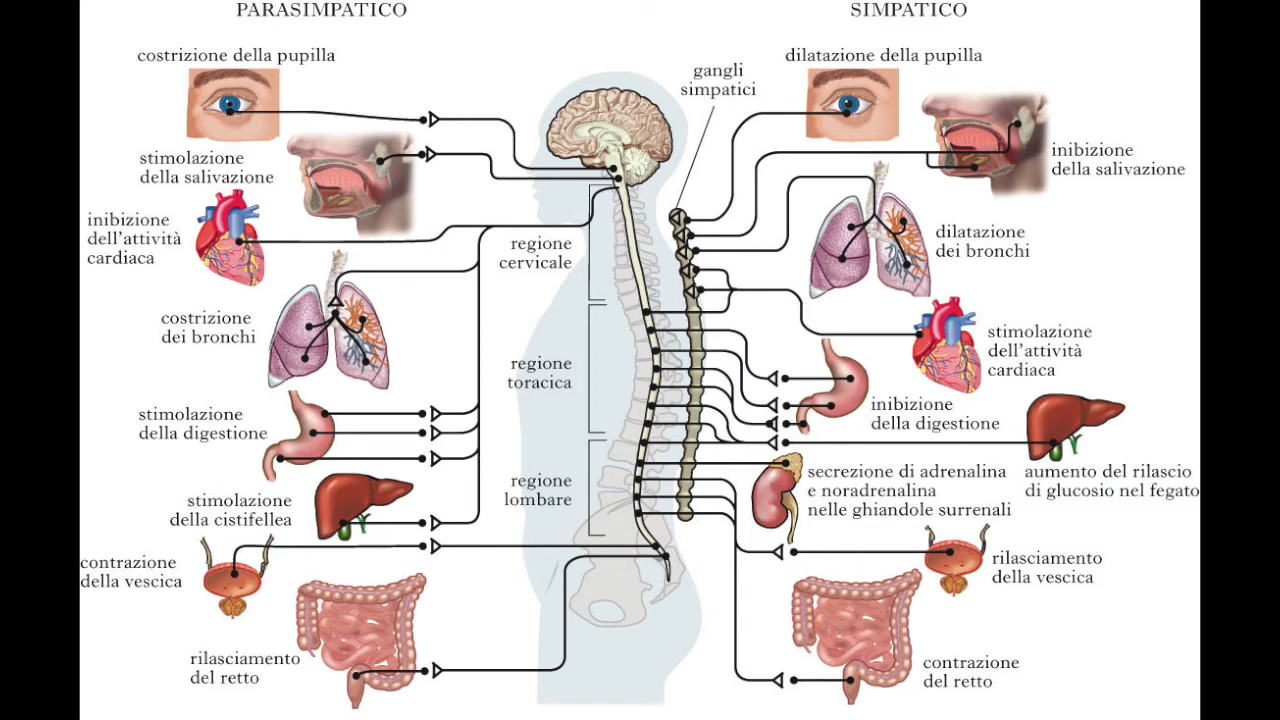 PARASIMPATICO
SIMPATICO
costrizione della pupilla
dilatazione della pupilla
gangli
simpatici
stimolazione
della salivazione
inibizione
della salivazione
inibizione
dell'attività
cardiaca
regione
cervicale
dilatazione
dei bronchi
costrizione
dei bronchi
stimolazione
dell'attività
cardiaca
regione
toracica
stimolazione
della digestione
inibizione
della digestione
regione
lombare
secrezione di adrenalina
e noradrenalina
nelle ghiandole surrenali
aumento del rilascio
di glucosio nel fegato
stimolazione
della cistifellea
contrazione
della vescica
rilasciamento
della vescica
rilasciamento
del retto
contrazione
del retto